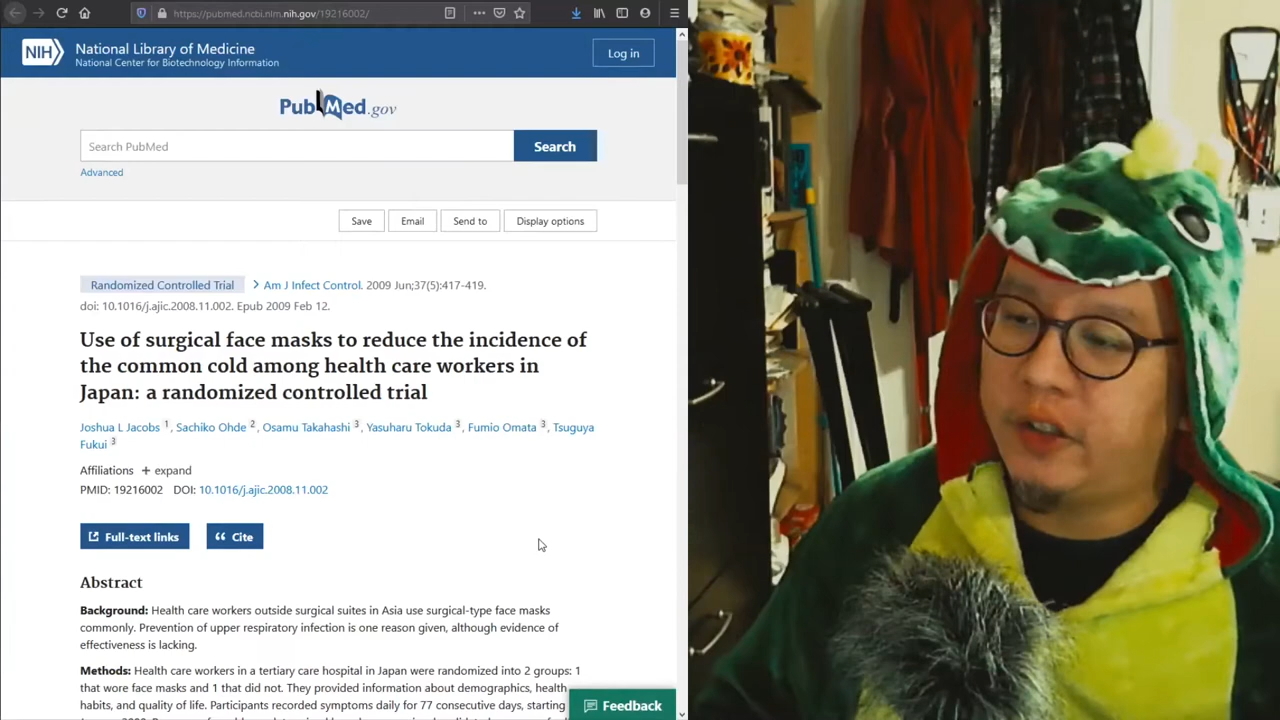 https://pubmed.ncbi.nlm.nih.gov/19216002/
NIH
National Library of Medicine
National Center for Biotechnology Information
Log in
PubMed.gov
Search PubMed
Search
Advanced
Save
Email
Send to
Display options
Randomized Controlled Trial
> Am J Infect Control. 2009 Jun;37(5):417-419.
doi: 10.1016/j.ajic.2008.11.002. Epub 2009 Feb 12.
Use of surgical face masks to reduce the incidence of
the common cold among health care workers in
Japan: a randomized controlled trial
Joshua L Jacobs 1, Sachiko Ohde 2, Osamu Takahashi 3, Yasuharu Tokuda 3, Fumio Omata 3, Tsuguya
Fukui 3
Affiliations + expand
PMID: 19216002 DOI: 10.1016/j.ajic.2008.11.002
Full-text links
Cite
Abstract
Background: Health care workers outside surgical suites in Asia use surgical-type face masks
commonly. Prevention of upper respiratory infection is one reason given, although evidence of
effectiveness is lacking.
Methods: Health care workers in a tertiary care hospital in Japan were randomized into 2 groups: 1
that wore face masks and 1 that did not. They provided information about demographics, health
habits, and quality of life. Participants recorded symptoms daily for 77 consecutive days, starting
Feedback